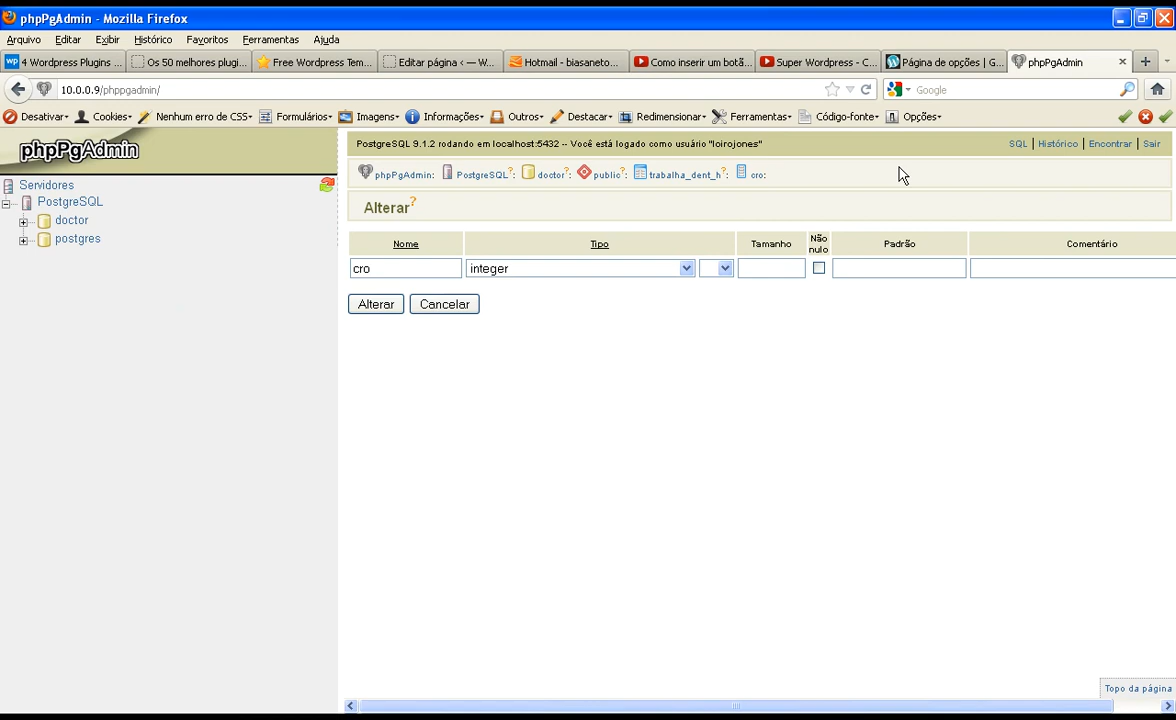 phpPgAdmin - Mozilla Firefox
Arquivo Editar Exibir Histórico Favoritos Ferramentas Ajuda
4 Wordpress Plugins ... Os 50 melhores plugi... Free Wordpress Tem... Editar página ‹ — W... Hotmail - biasaneto... Como inserir um botã... Super Wordpress - C... Página de opções | G... phpPgAdmin
10.0.0.9/phppgadmin/ Google
Desativar Cookies Nenhum erro de CSS Formulários Imagens Informações Outros Destacar Redimensionar Ferramentas Código-fonte Opções
phpPgAdmin
PostgreSQL 9.1.2 rodando em localhost:5432 -- Você está logado como usuário "loirojones" SQL | Histórico | Encontrar | Sair
phpPgAdmin: PostgreSQL?: doctor?: public?: trabalha_dent_h?: cro:
Servidores
PostgreSQL
doctor
postgres
Alterar?
Nome Tipo Tamanho Não nulo Padrão Comentário
cro integer
Alterar Cancelar
Topo da página